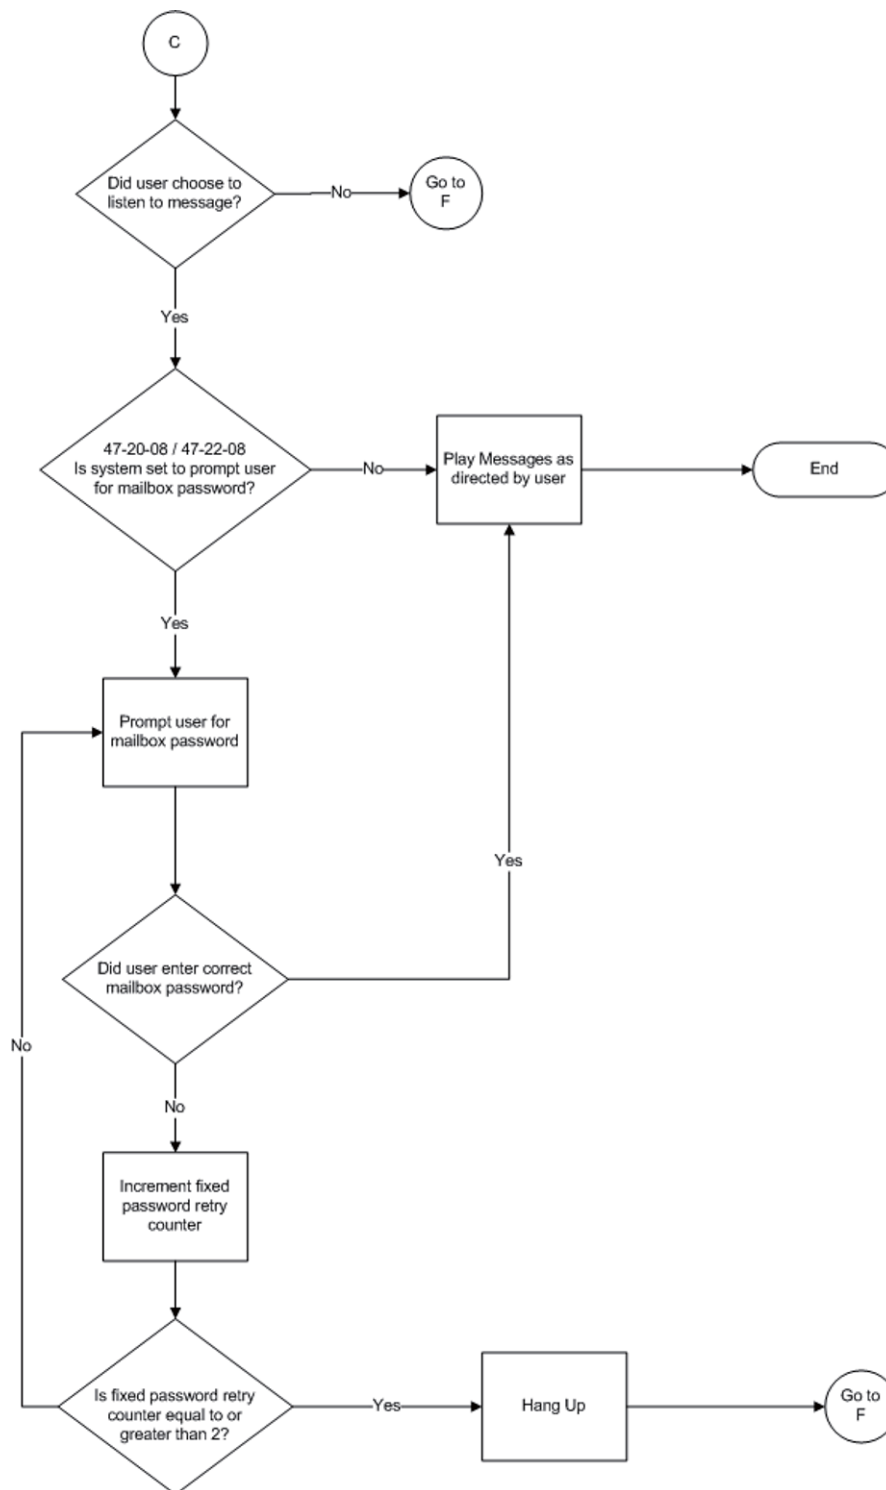 C
Did user choose to
listen to message?
No
Go to
F
Yes
47-20-08 / 47-22-08
Is system set to prompt user
for mailbox password?
No
Play Messages as
directed by user
End
Yes
Prompt user for
mailbox password
Yes
Did user enter correct
mailbox password?
No
No
Increment fixed
password retry
counter
Is fixed password retry
counter equal to or
greater than 2?
Yes
Hang Up
Go to
F